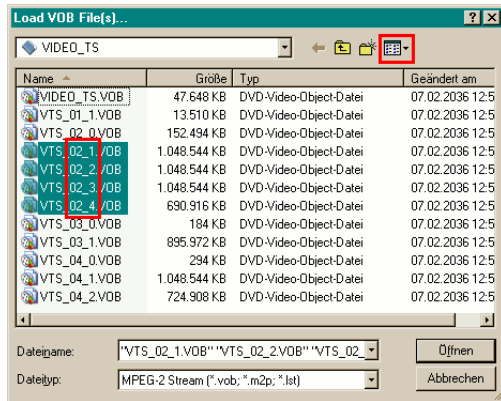 Load VOB File(s)...
VIDEO_TS
Name Größe Typ Geändert am
VIDEO_TS.VOB 47.648 KB DVD-Video-Object-Datei 07.02.2036 12:5
VTS_01_1.VOB 13.510 KB DVD-Video-Object-Datei 07.02.2036 12:5
VTS_02_0.VOB 152.494 KB DVD-Video-Object-Datei 07.02.2036 12:5
VTS_02_1.VOB 1.048.544 KB DVD-Video-Object-Datei 07.02.2036 12:5
VTS_02_2.VOB 1.048.544 KB DVD-Video-Object-Datei 07.02.2036 12:5
VTS_02_3.VOB 1.048.544 KB DVD-Video-Object-Datei 07.02.2036 12:5
VTS_02_4.VOB 690.916 KB DVD-Video-Object-Datei 07.02.2036 12:5
VTS_03_0.VOB 184 KB DVD-Video-Object-Datei 07.02.2036 12:5
VTS_03_1.VOB 895.972 KB DVD-Video-Object-Datei 07.02.2036 12:5
VTS_04_0.VOB 294 KB DVD-Video-Object-Datei 07.02.2036 12:5
VTS_04_1.VOB 1.048.544 KB DVD-Video-Object-Datei 07.02.2036 12:5
VTS_04_2.VOB 724.908 KB DVD-Video-Object-Datei 07.02.2036 12:5
Dateiname: "VTS_02_1.VOB" "VTS_02_2.VOB" "VTS_02_ Öffnen
Dateityp: MPEG-2 Stream (*.vob; *.m2p; *.lst) Abbrechen